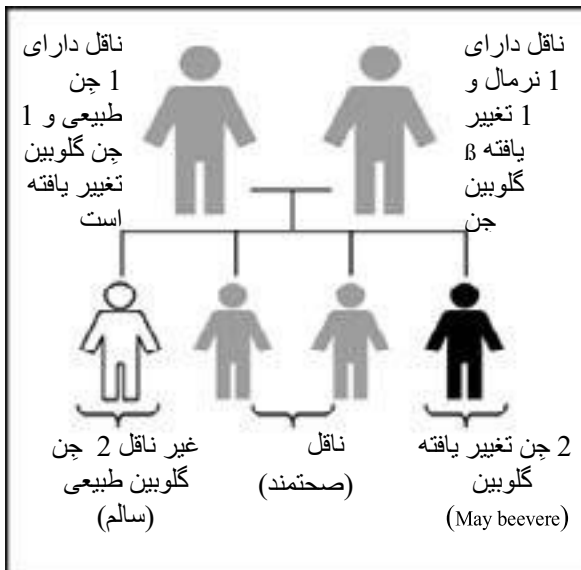 ناقل دارای
1 جِن
طبیعی و 1
جِن گلوبین
تغییر یافته
است
ناقل دارای
1 نرمال و
1 تغییر
یافته ß
گلوبین
جن
غیر ناقل 2 جِن
گلوبین طبیعی
(سالم)
ناقل
(صحتمند)
2 جِن تغییر یافته
گلوبین
(May beevere)